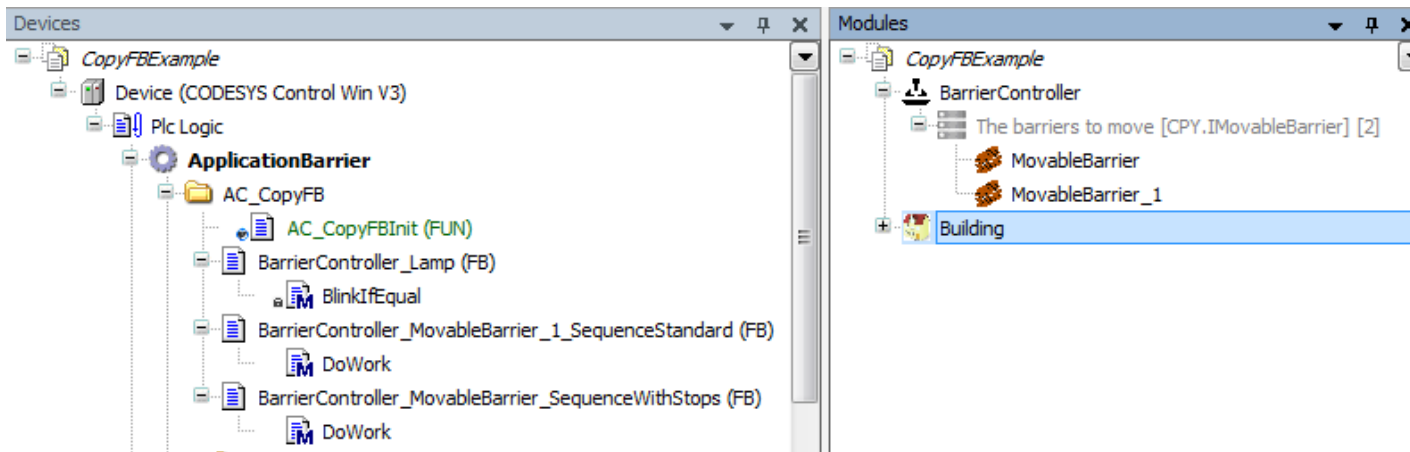 Devices
CopyFBExample
Device (CODESYS Control Win V3)
Plc Logic
ApplicationBarrier
AC_CopyFB
AC_CopyFBInit (FUN)
BarrierController_Lamp (FB)
BlinkIfEqual
BarrierController_MovableBarrier_1_SequenceStandard (FB)
DoWork
BarrierController_MovableBarrier_SequenceWithStops (FB)
DoWork
Modules
CopyFBExample
BarrierController
The barriers to move [CPY.IMovableBarrier] [2]
MovableBarrier
MovableBarrier_1
Building